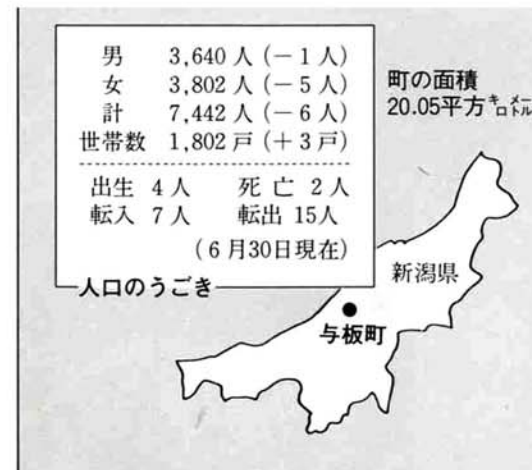 男 3,640人(－1人)
女 3,802人(－5人)
計 7,442人(－6人)
世帯数 1,802戸(＋3戸)
出生 4人 死亡 2人
転入 7人 転出 15人
(6月30日現在)
人口のうごき
町の面積
20.05平方キロメートル
新潟県
与板町